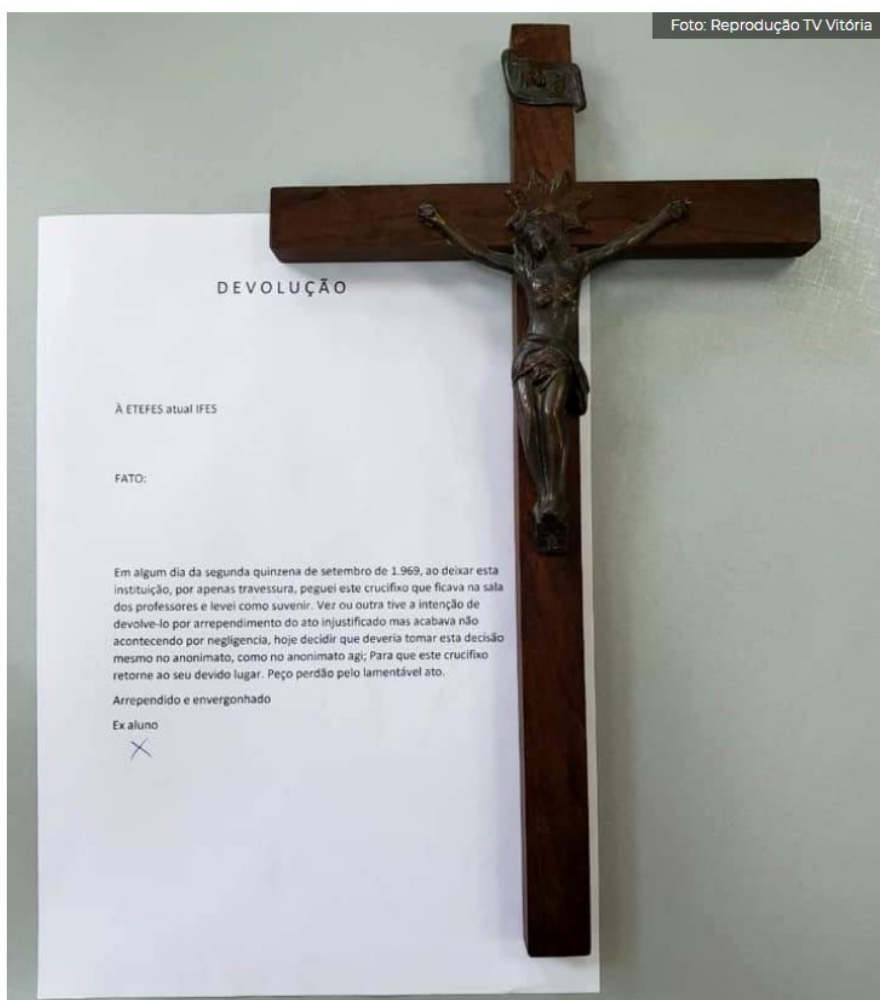 Foto: Reprodução TV Vitória
DEVOLUÇÃO
À ETEFES atual IFES
FATO:
Em algum dia da segunda quinzena de setembro de 1.969, ao deixar esta
instituição, por apenas travessura, peguei este crucifixo que ficava na sala
dos professores e levei como suvenir. Vez ou outra tive a intenção de
devolve-lo por arrependimento do ato injustificado mas acabava não
acontecendo por negligencia, hoje decidir que deveria tomar esta decisão
mesmo no anonimato, como no anonimato agi; Para que este crucifixo
retorne ao seu devido lugar. Peço perdão pelo lamentável ato.
Arrependido e envergonhado
Ex aluno
X